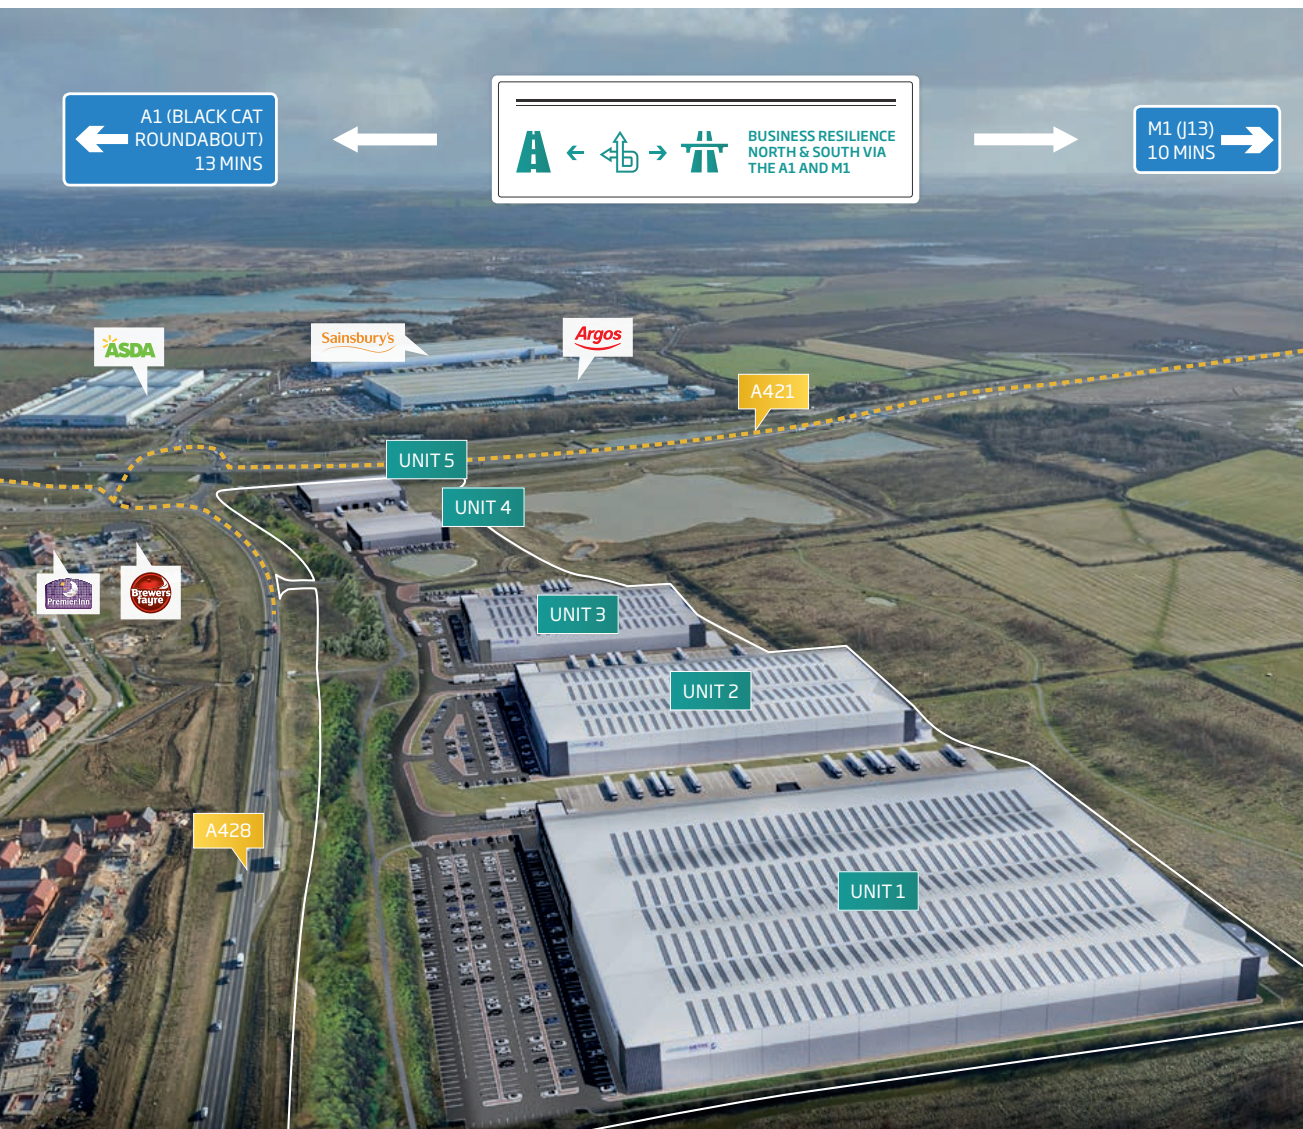 A1 (BLACK CAT
ROUNDABOUT)
13 MINS
BUSINESS RESILIENCE
NORTH & SOUTH VIA
THE A1 AND M1
M1 (J13)
10 MINS
ASDA
Sainsbury's
Argos
A421
UNIT 5
UNIT 4
Premier Inn
Brewers
fayre
UNIT 3
UNIT 2
A428
UNIT 1